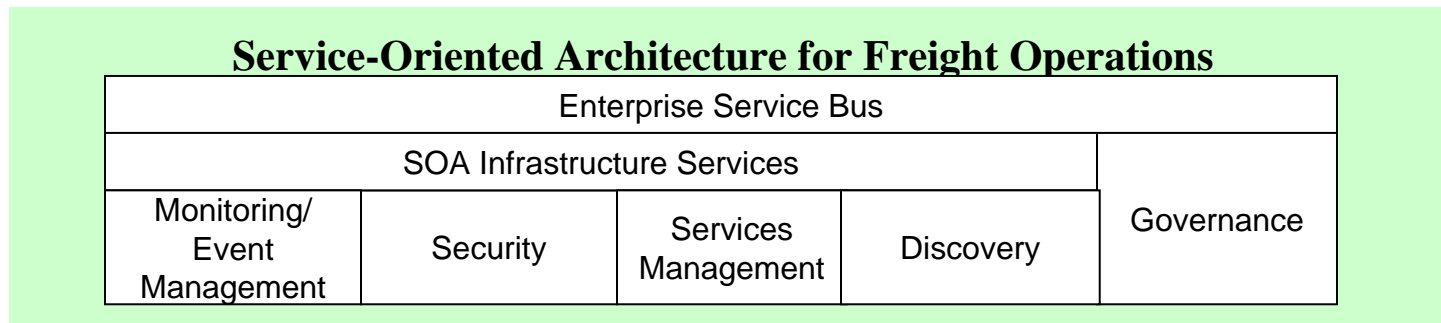 Service-Oriented Architecture for Freight Operations
Enterprise Service Bus
SOA Infrastructure Services
Monitoring/
Event
Management
Security
Services
Management
Discovery
Governance